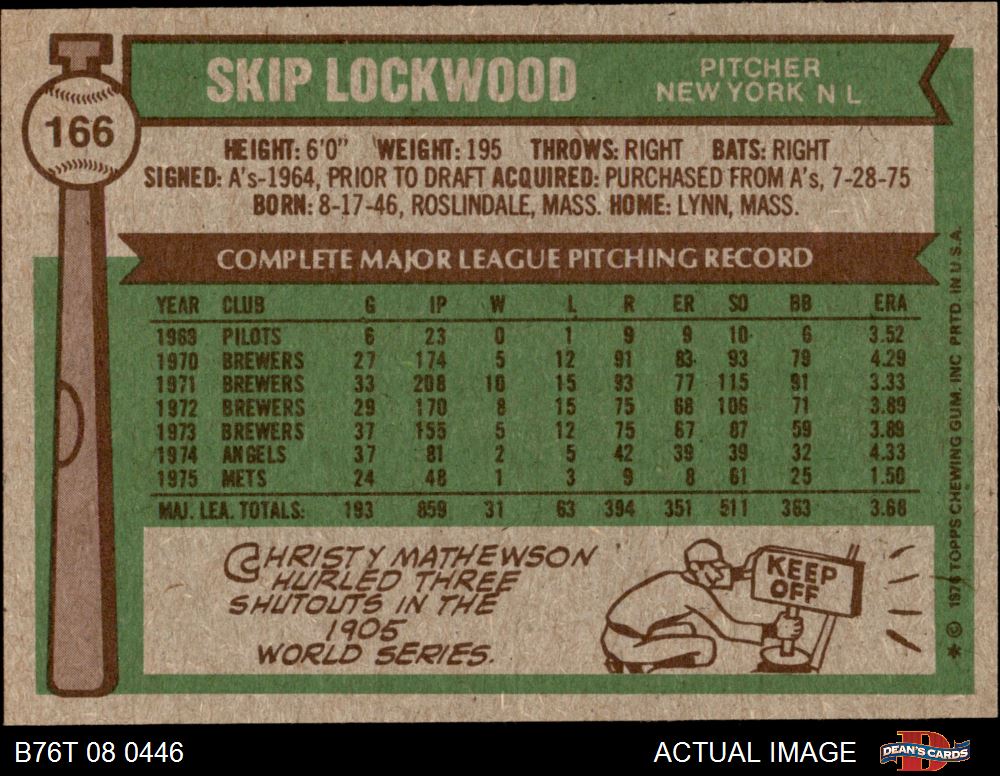 SKIP LOCKWOOD
PITCHER
NEW YORK N L
166
HEIGHT: 6'0" WEIGHT: 195 THROWS: RIGHT BATS: RIGHT
SIGNED: A's-1964, PRIOR TO DRAFT ACQUIRED: PURCHASED FROM A's, 7-28-75
BORN: 8-17-46, ROSLINDALE, MASS. HOME: LYNN, MASS.
COMPLETE MAJOR LEAGUE PITCHING RECORD
YEAR CLUB G IP W L R ER SO BB ERA
1969 PILOTS 6 23 0 1 9 9 10 6 3.52
1970 BREWERS 27 174 5 12 91 83 93 79 4.29
1971 BREWERS 33 208 10 15 93 77 115 91 3.33
1972 BREWERS 29 170 8 15 75 68 106 71 3.89
1973 BREWERS 37 155 5 12 75 67 87 59 3.89
1974 ANGELS 37 81 2 5 42 39 39 32 4.33
1975 METS 24 48 1 3 9 8 61 25 1.50
MAJ. LEA. TOTALS: 193 859 31 63 394 351 511 363 3.68
CHRISTY MATHEWSON
HURLED THREE
SHUTOUTS IN THE
1905
WORLD SERIES.
KEEP
OFF
* © 1976 TOPPS CHEWING GUM, INC PRTD. IN U.S.A.
B76T 08 0446
ACTUAL IMAGE
DEAN'S CARDS